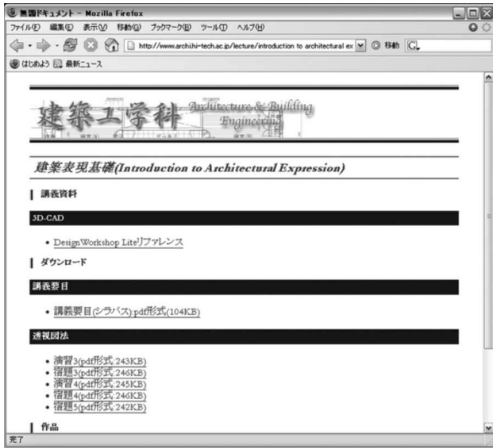 無題ドキュメント - Mozilla Firefox
ファイル(F) 編集(E) 表示(V) 移動(G) ブックマーク(B) ツール(T) ヘルプ(H)
http://www.archi.hi-tech.ac.jp/lecture/introduction to architectural ex 移動
はじめよう 最新ニュース
建築工学科 Architecture & Building
Engineering
建築表現基礎(Introduction to Architectural Expression)
講義資料
3D-CAD
• DesignWorkshop Liteリファレンス
ダウンロード
講義要目
• 講義要目(シラバス):pdf形式(104KB)
透視図法
• 演習3(pdf形式 243KB)
• 宿題3(pdf形式 246KB)
• 演習4(pdf形式 245KB)
• 宿題4(pdf形式 246KB)
• 宿題5(pdf形式 242KB)
作品
完了